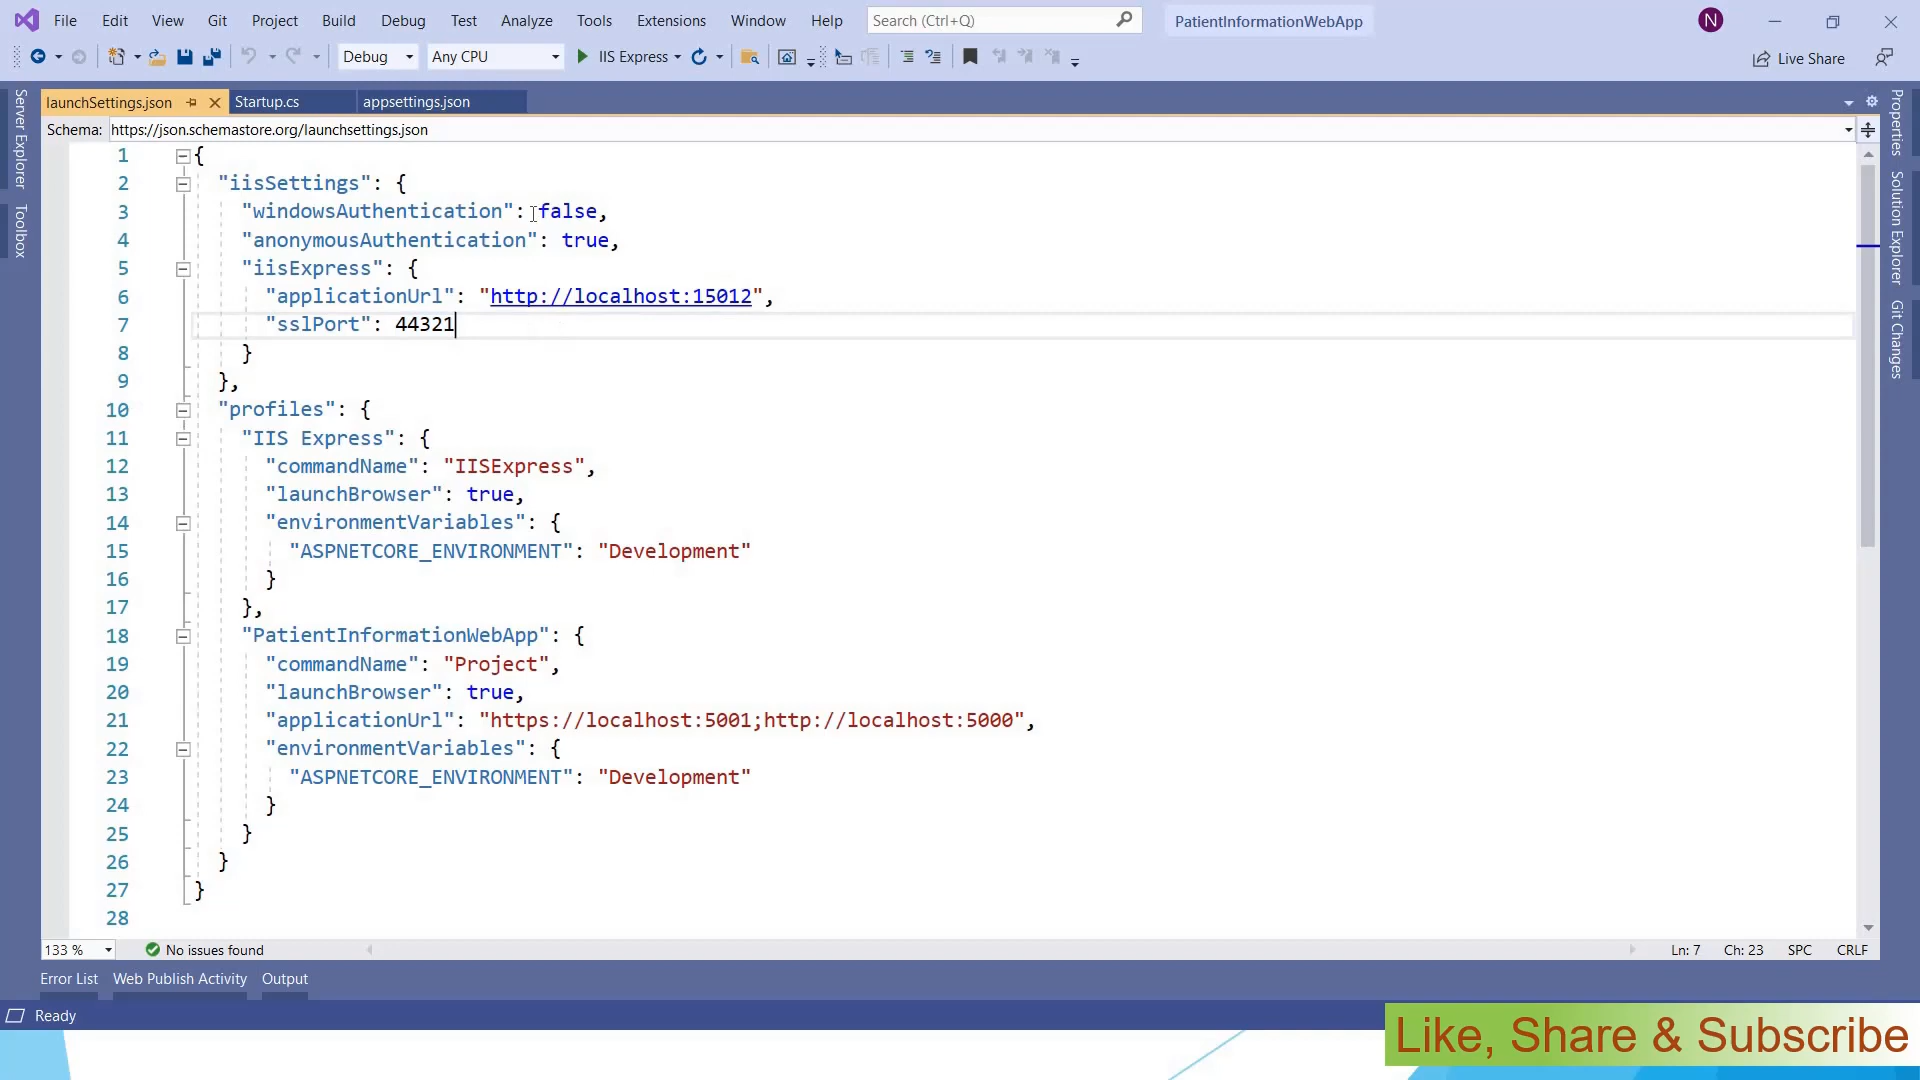 File Edit View Git Project Build Debug Test Analyze Tools Extensions Window Help Search (Ctrl+Q) PatientInformationWebApp N
Debug Any CPU IIS Express Live Share
launchSettings.json Startup.cs appsettings.json
Schema: https://json.schemastore.org/launchsettings.json
Server Explorer
Toolbox
Properties
Solution Explorer
Git Changes
1 {
2 "iisSettings": {
3 "windowsAuthentication": false,
4 "anonymousAuthentication": true,
5 "iisExpress": {
6 "applicationUrl": "http://localhost:15012",
7 "sslPort": 44321
8 }
9 },
10 "profiles": {
11 "IIS Express": {
12 "commandName": "IISExpress",
13 "launchBrowser": true,
14 "environmentVariables": {
15 "ASPNETCORE_ENVIRONMENT": "Development"
16 }
17 },
18 "PatientInformationWebApp": {
19 "commandName": "Project",
20 "launchBrowser": true,
21 "applicationUrl": "https://localhost:5001;http://localhost:5000",
22 "environmentVariables": {
23 "ASPNETCORE_ENVIRONMENT": "Development"
24 }
25 }
26 }
27 }
28
133 % No issues found Ln: 7 Ch: 23 SPC CRLF
Error List Web Publish Activity Output
Ready
Like, Share & Subscribe